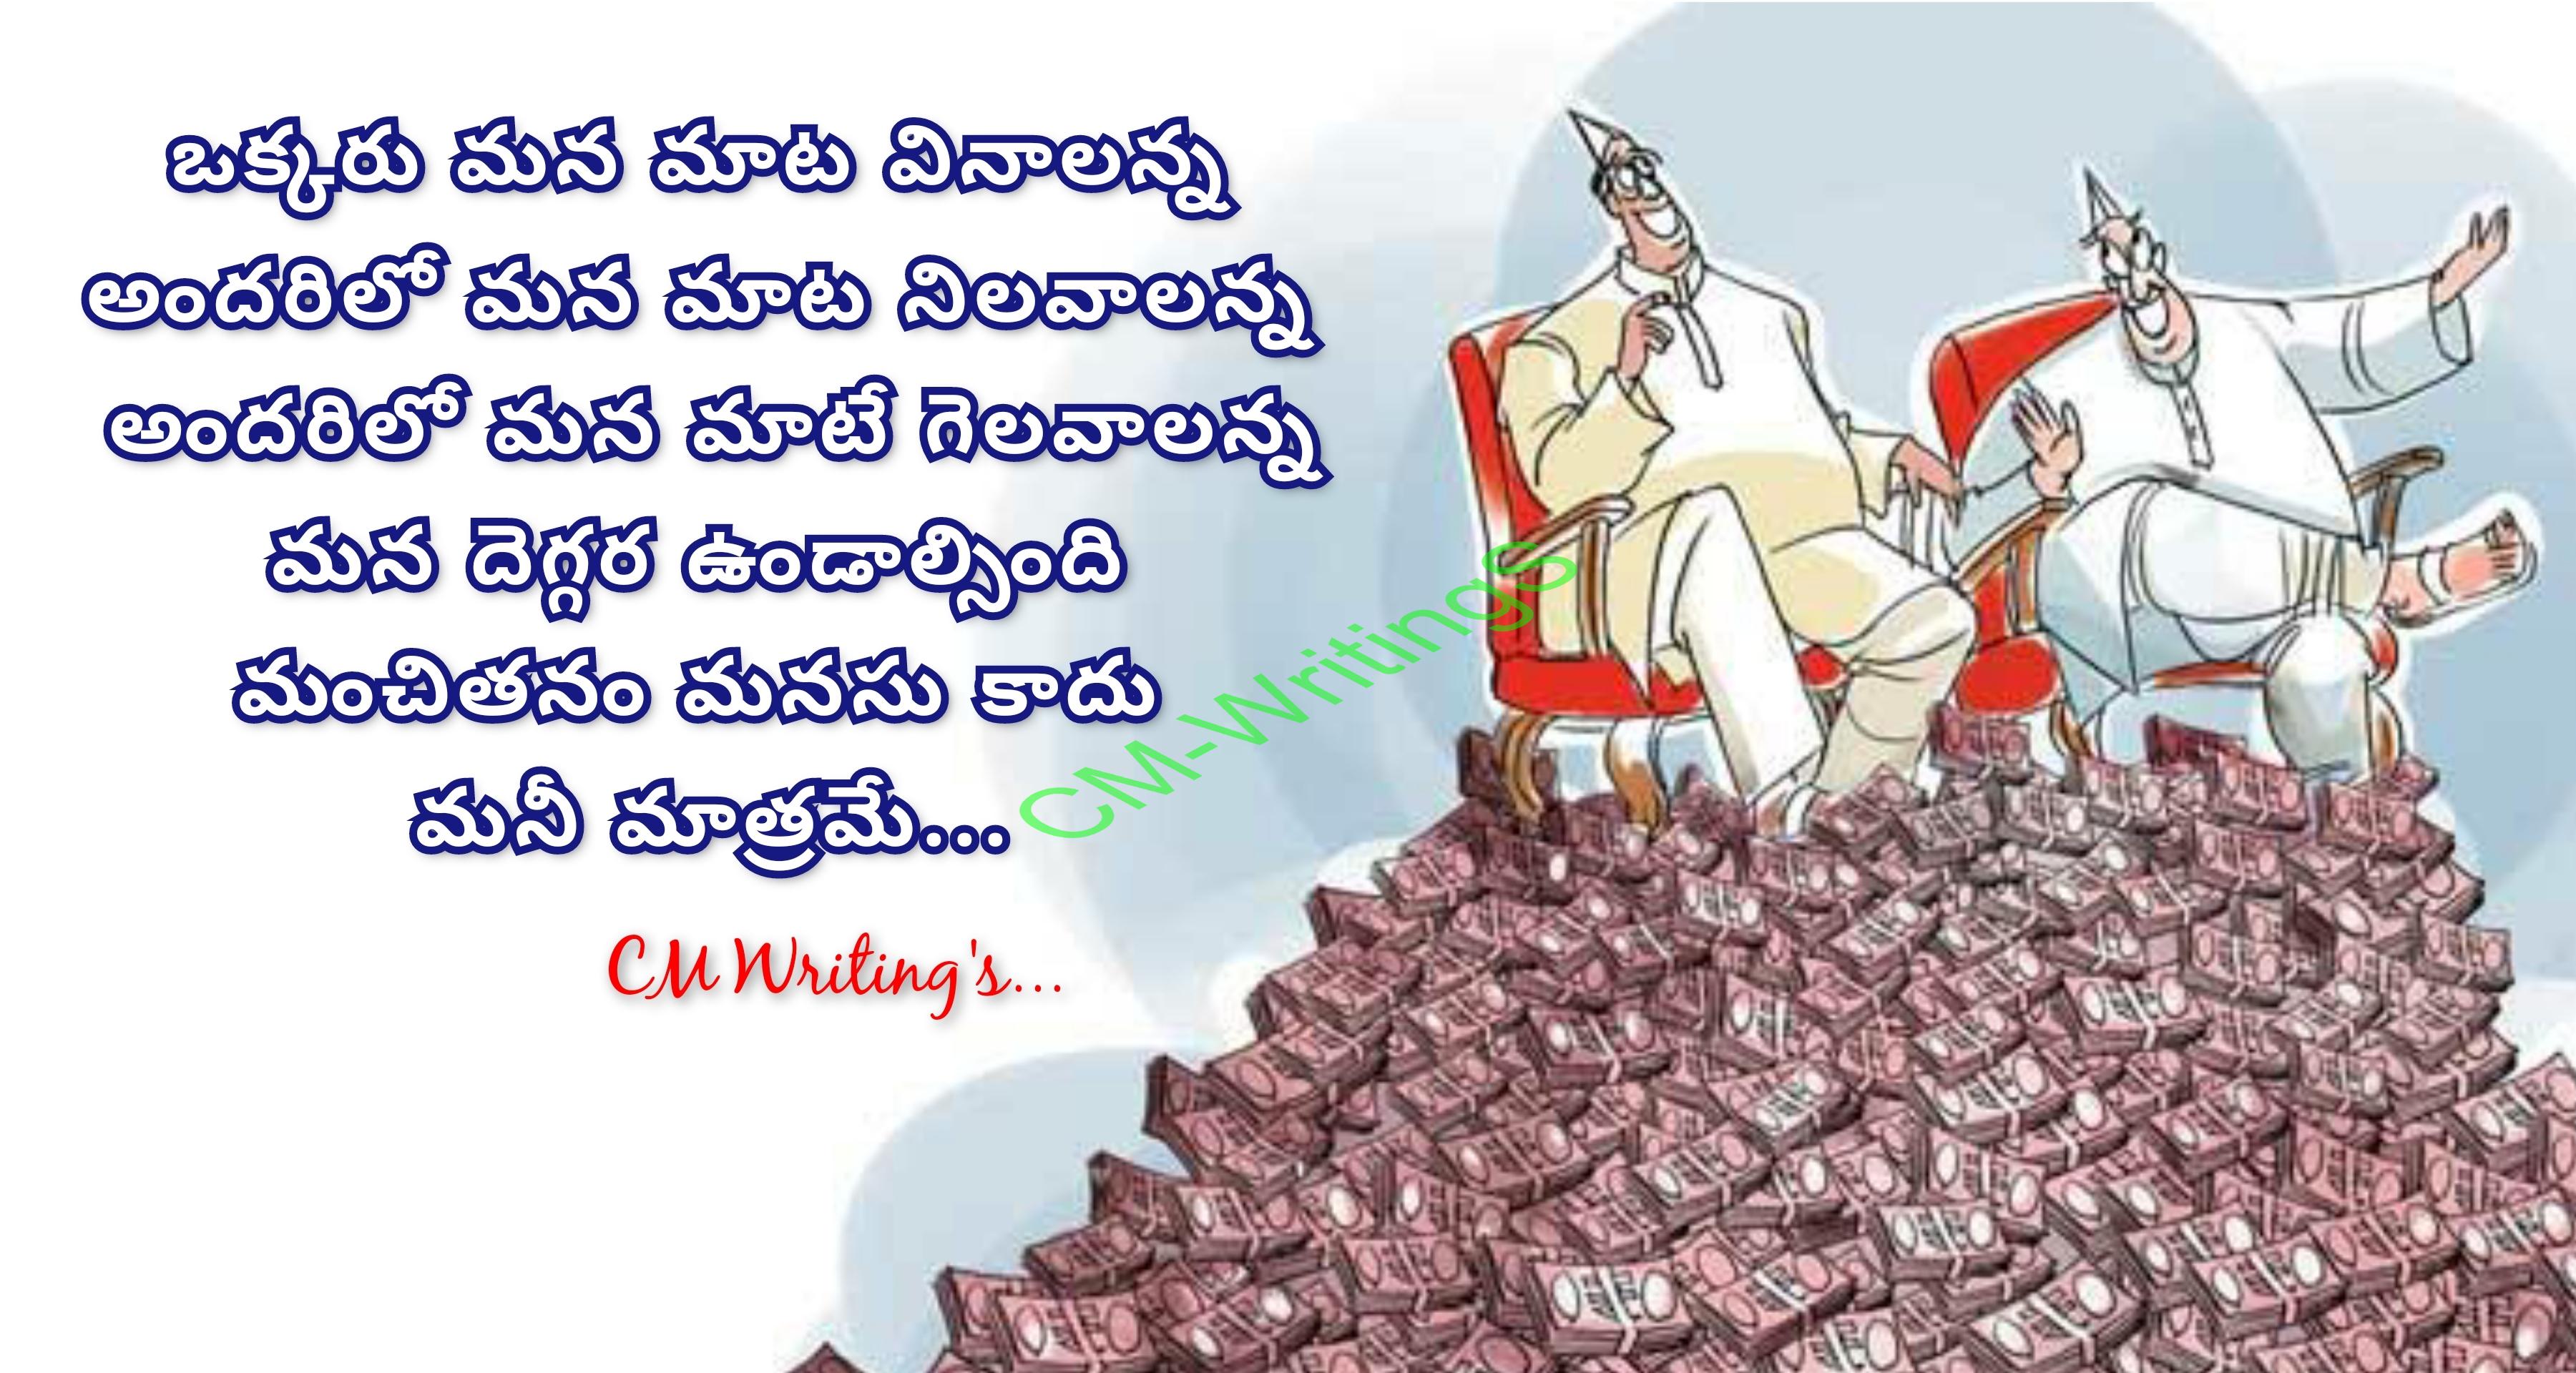 ఒక్కరు మన మాట వినాలన్న
అందరిలో మన మాట నిలవాలన్న
అందరిలో మన మాటే గెలవాలన్న
మన దెగ్గర ఉండాల్సింది
మంచితనం మనసు కాదు
మనీ మాత్రమే...
CM-Writings
CM Writing's...